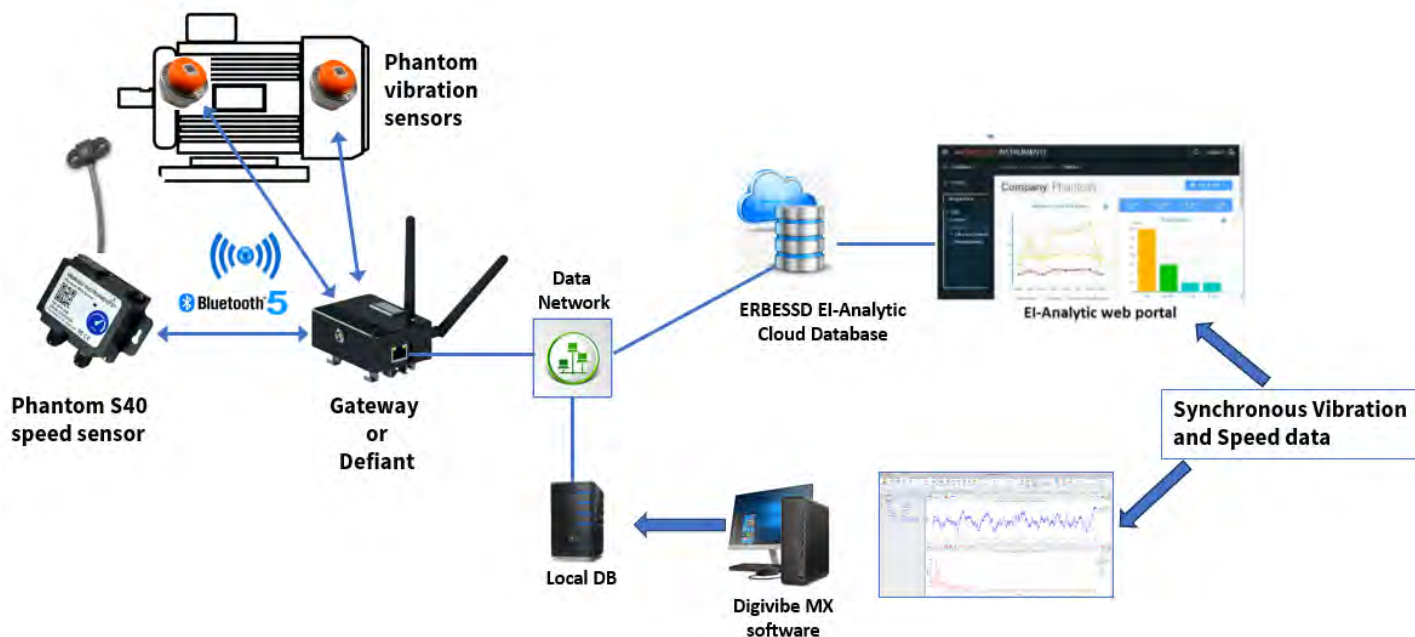 Phantom
vibration
sensors
Bluetooth 5
Phantom S40
speed sensor
Gateway
or
Defiant
Data
Network
ERBESSD EI-Analytic
Cloud Database
Company Phantom
EI-Analytic web portal
Synchronous Vibration
and Speed data
Local DB
Digivibe MX
software